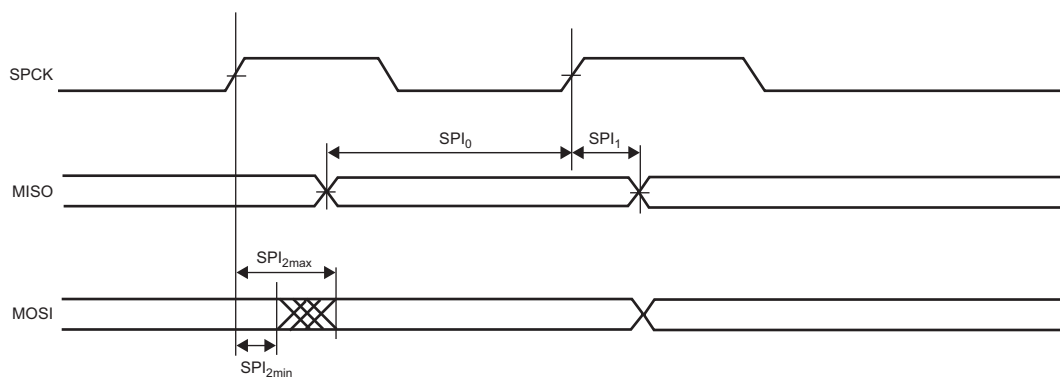 SPCK
SPI₀ SPI₁
MISO
SPI₂ₘₐₓ
MOSI
SPI₂ₘᵢₙ